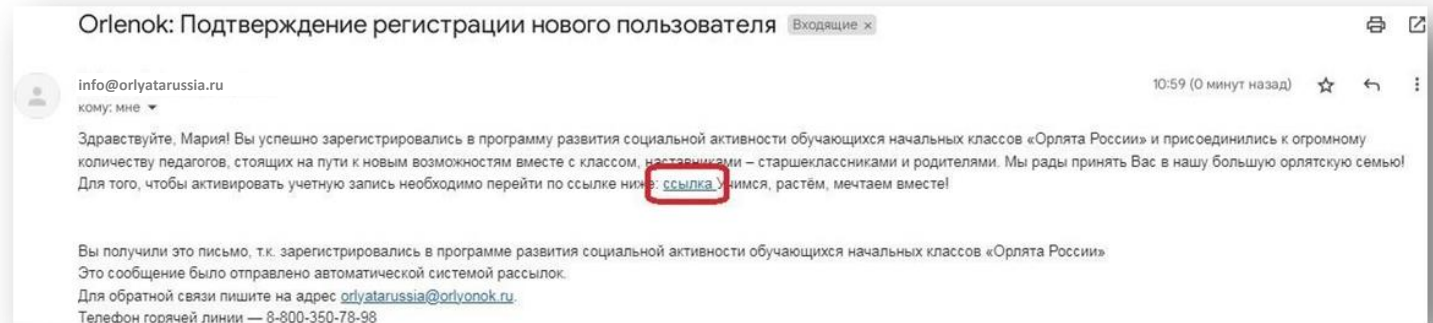 Orlenok: Подтверждение регистрации нового пользователя Входящие ×
info@orlyatarussia.ru 10:59 (0 минут назад)
кому: мне
Здравствуйте, Мария! Вы успешно зарегистрировались в программу развития социальной активности обучающихся начальных классов «Орлята России» и присоединились к огромному
количеству педагогов, стоящих на пути к новым возможностям вместе с классом, наставниками – старшеклассниками и родителями. Мы рады принять Вас в нашу большую орлятскую семью!
Для того, чтобы активировать учетную запись необходимо перейти по ссылке ниже: ссылка Учимся, растём, мечтаем вместе!
Вы получили это письмо, т.к. зарегистрировались в программе развития социальной активности обучающихся начальных классов «Орлята России»
Это сообщение было отправлено автоматической системой рассылок.
Для обратной связи пишите на адрес orlyatarussia@orlyonok.ru.
Телефон горячей линии — 8-800-350-78-98